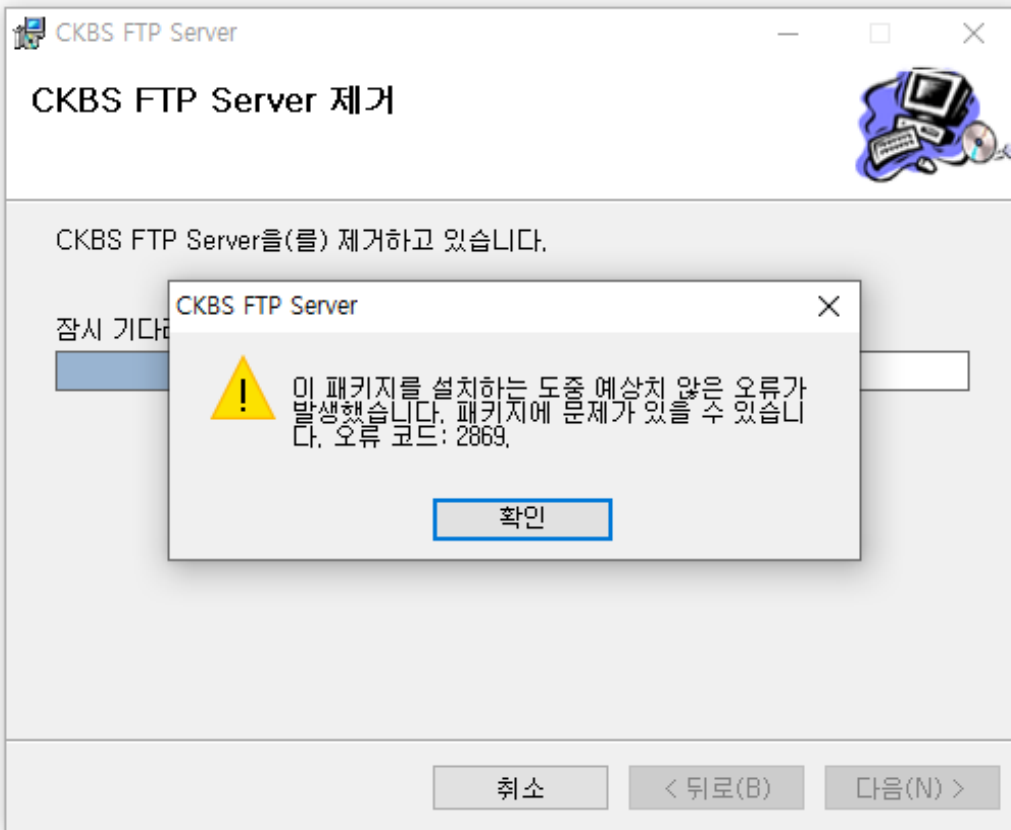 CKBS FTP Server
CKBS FTP Server 제거
CKBS FTP Server을(를) 제거하고 있습니다.
잠시
CKBS FTP Server
이 패키지를 설치하는 도중 예상치 않은 오류가
발생했습니다. 패키지에 문제가 있을 수 있습니
다. 오류 코드: 2869.
확인
취소
< 뒤로(B)
다음(N) >